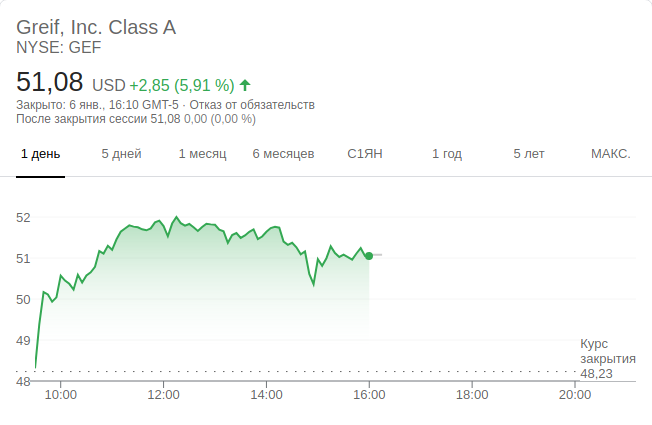 Greif, Inc. Class A
NYSE: GEF
51,08 USD +2,85 (5,91 %)
Закрыто: 6 янв., 16:10 GMT-5 · Отказ от обязательств
После закрытия сессии 51,08 0,00 (0,00 %)
1 день 5 дней 1 месяц 6 месяцев С1ЯН 1 год 5 лет МАКС.
52
51
50
49
48
Курс
закрытия
48,23
10:00 12:00 14:00 16:00 18:00 20:00